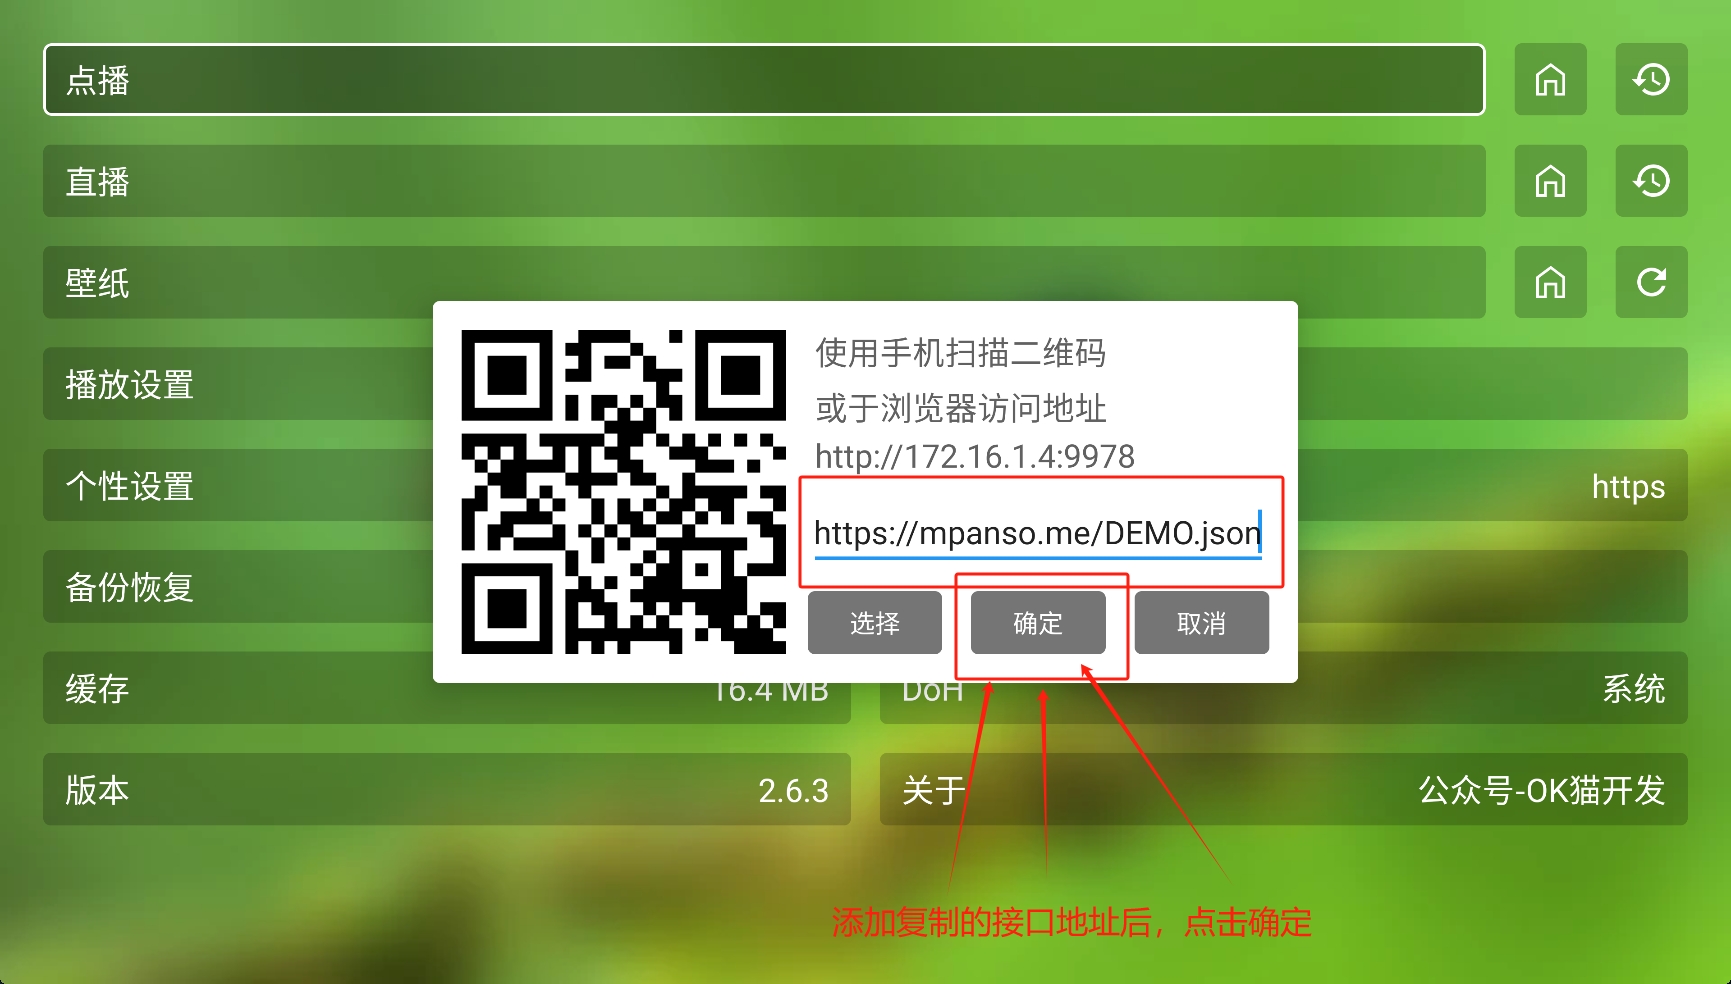 点播
直播
壁纸
播放设置
个性设置
https
备份恢复
缓存
16.4 MB
DoH
系统
版本
2.6.3
关于
公众号-OK猫开发
使用手机扫描二维码
或于浏览器访问地址
http://172.16.1.4:9978
https://mpanso.me/DEMO.json
选择
确定
取消
添加复制的接口地址后，点击确定